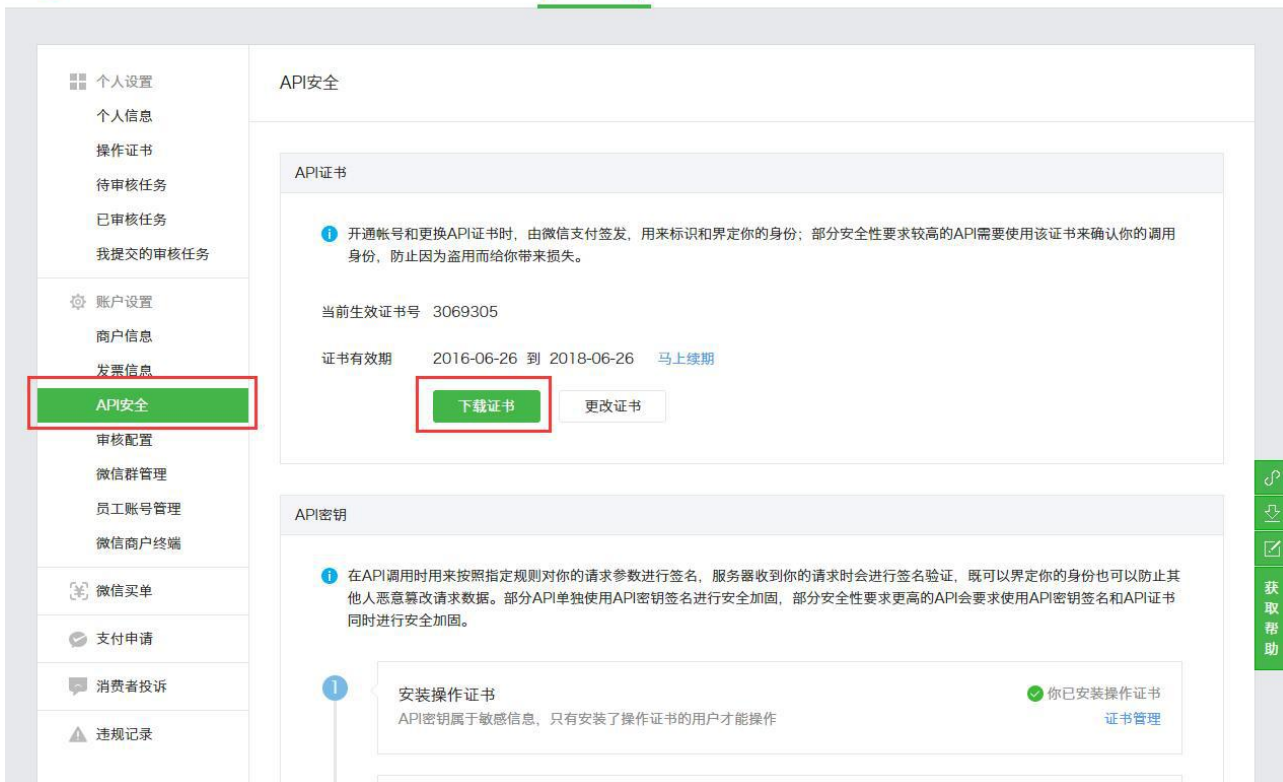 个人设置
个人信息
操作证书
待审核任务
已审核任务
我提交的审核任务
账户设置
商户信息
发票信息
API安全
审核配置
微信群管理
员工账号管理
微信商户终端
微信买单
支付申请
消费者投诉
违规记录
API安全
API证书
开通帐号和更换API证书时，由微信支付签发，用来标识和界定你的身份；部分安全性要求较高的API需要使用该证书来确认你的调用
身份，防止因为盗用而给你带来损失。
当前生效证书号 3069305
证书有效期 2016-06-26 到 2018-06-26 马上续期
下载证书 更改证书
API密钥
在API调用时用来按照指定规则对你的请求参数进行签名，服务器收到你的请求时会进行签名验证，既可以界定你的身份也可以防止其
他人恶意篡改请求数据。部分API单独使用API密钥签名进行安全加固，部分安全性要求更高的API会要求使用API密钥签名和API证书
同时进行安全加固。
1
安装操作证书 你已安装操作证书
API密钥属于敏感信息，只有安装了操作证书的用户才能操作 证书管理
获
取
帮
助